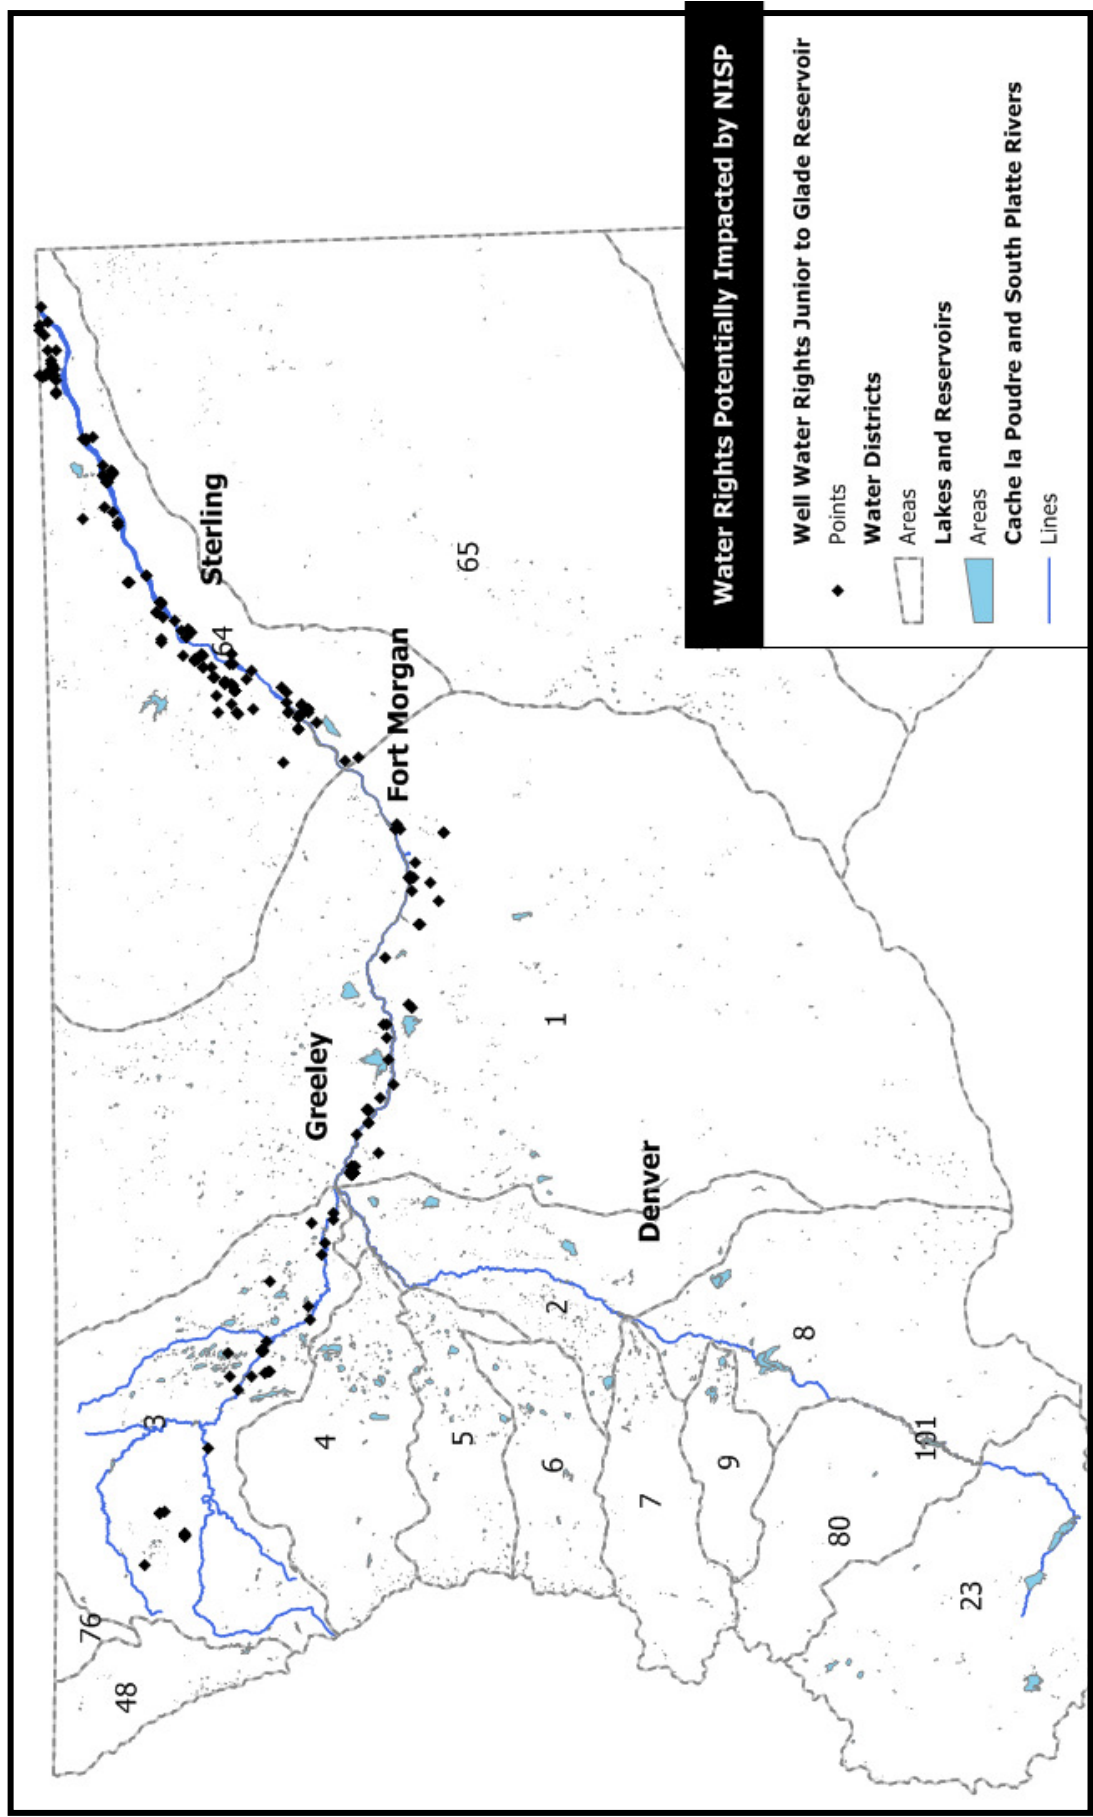 Water Rights Potentially Impacted by NISP
Well Water Rights Junior to Glade Reservoir
Points
Water Districts
Areas
Lakes and Reservoirs
Areas
Cache la Poudre and South Platte Rivers
Lines
48
76
3
4
5
6
7
9
80
23
101
8
2
Denver
Greeley
1
Fort Morgan
64
Sterling
65